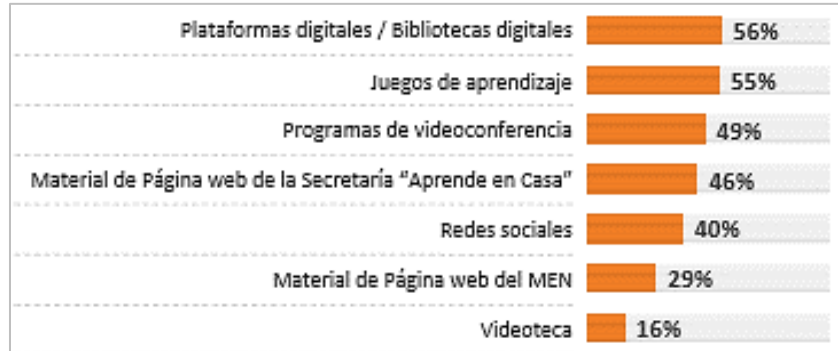 Plataformas digitales / Bibliotecas digitales 56%
Juegos de aprendizaje 55%
Programas de videoconferencia 49%
Material de Página web de la Secretaría “Aprende en Casa” 46%
Redes sociales 40%
Material de Página web del MEN 29%
Videoteca 16%